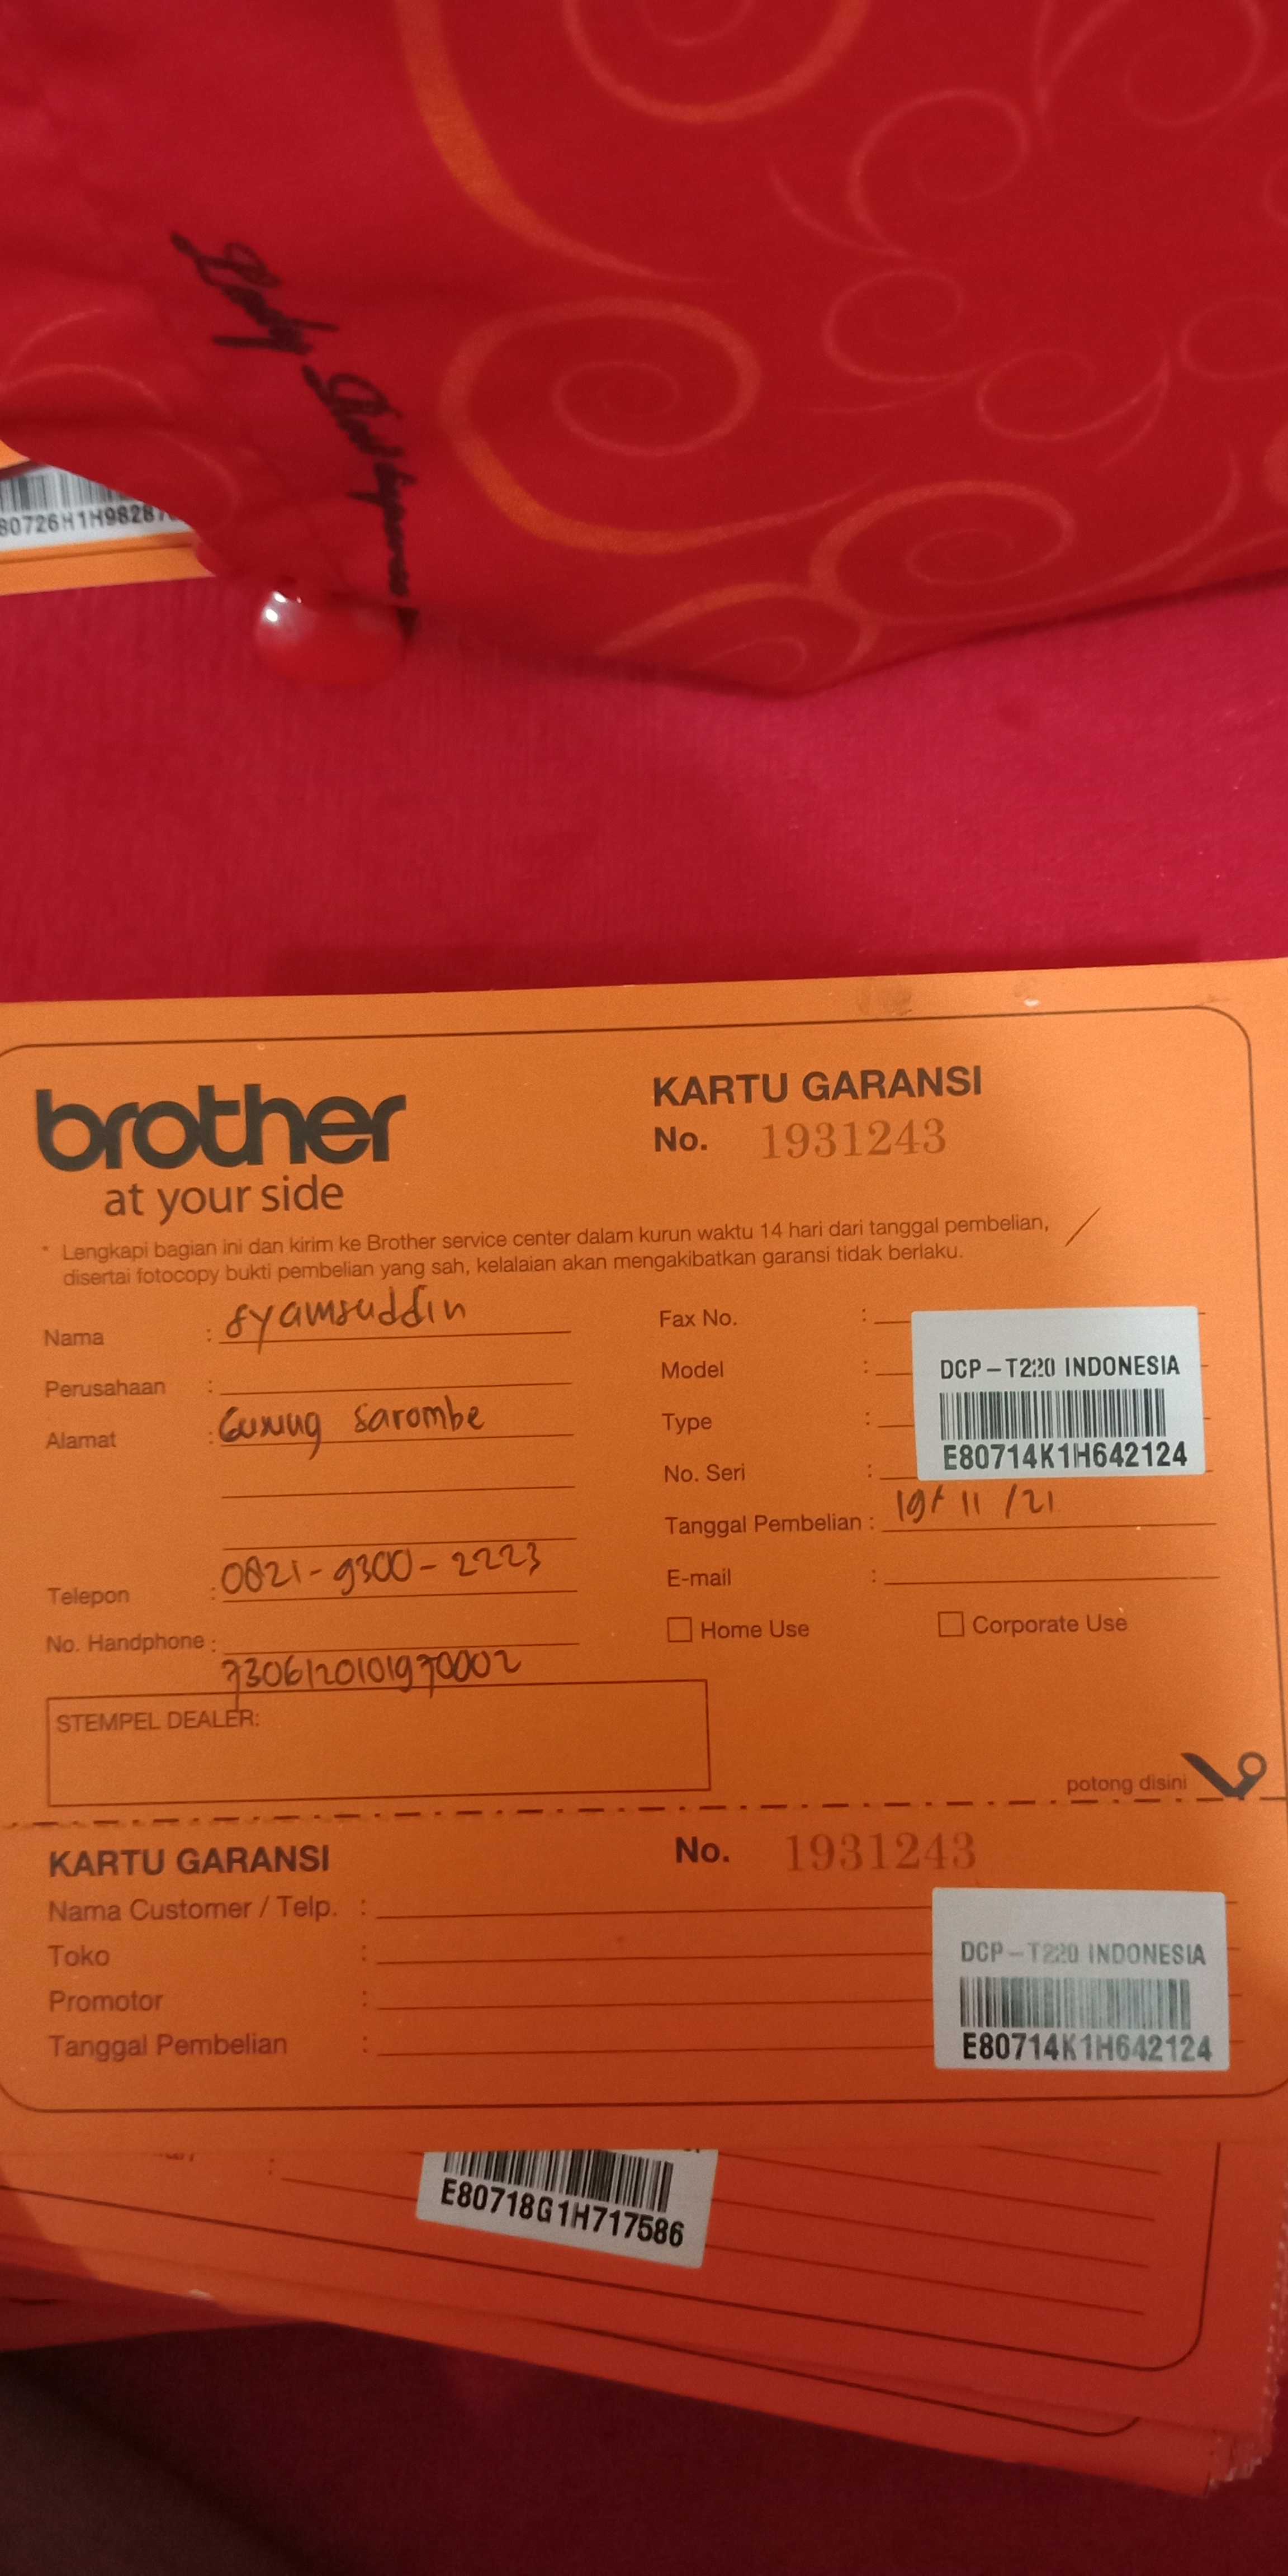 80726H1H9828
brother
at your side
KARTU GARANSI
No. 1931243
* Lengkapi bagian ini dan kirim ke Brother service center dalam kurun waktu 14 hari dari tanggal pembelian,
disertai fotocopy bukti pembelian yang sah, kelalaian akan mengakibatkan garansi tidak berlaku.
Nama : Syamsuddin
Perusahaan :
Alamat : Gunung Sarombe
Telepon : 0821-9300-2223
No. Handphone :
7306120101970002
Fax No. :
Model :
Type :
No. Seri :
DCP-T220 INDONESIA
E80714K1H642124
Tanggal Pembelian : 19/11/21
E-mail :
Home Use
Corporate Use
STEMPEL DEALER:
potong disini
KARTU GARANSI
No. 1931243
Nama Customer / Telp. :
Toko :
Promotor :
Tanggal Pembelian :
DCP-T220 INDONESIA
E80714K1H642124
E80718G1H717586